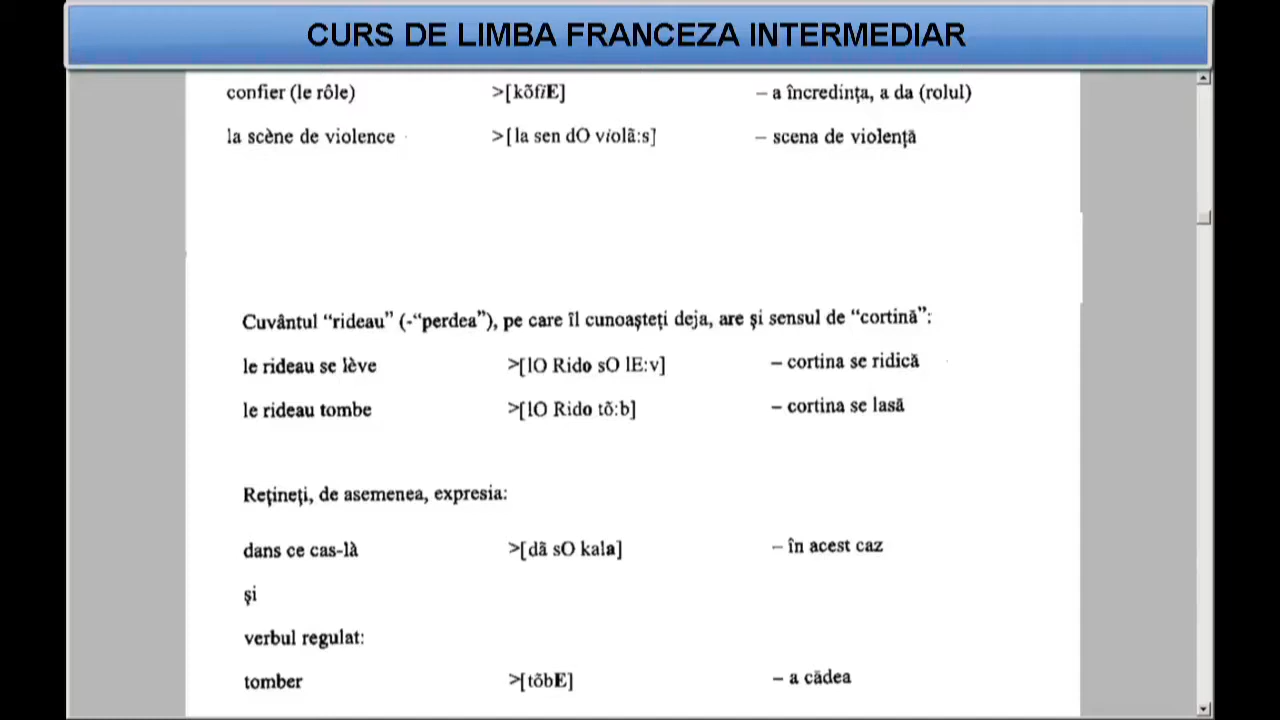 CURS DE LIMBA FRANCEZA INTERMEDIAR
confier (le rôle) >[kõfïE] – a încredința, a da (rolul)
la scène de violence >[la sen dO violã:s] – scena de violență
Cuvântul “rideau” (-“perdea”), pe care îl cunoașteți deja, are și sensul de “cortină”:
le rideau se lève >[lO Rido sO lE:v] – cortina se ridică
le rideau tombe >[lO Rido tõ:b] – cortina se lasă
Rețineți, de asemenea, expresia:
dans ce cas-là >[dã sO kala] – în acest caz
și
verbul regulat:
tomber >[tõbE] – a cădea